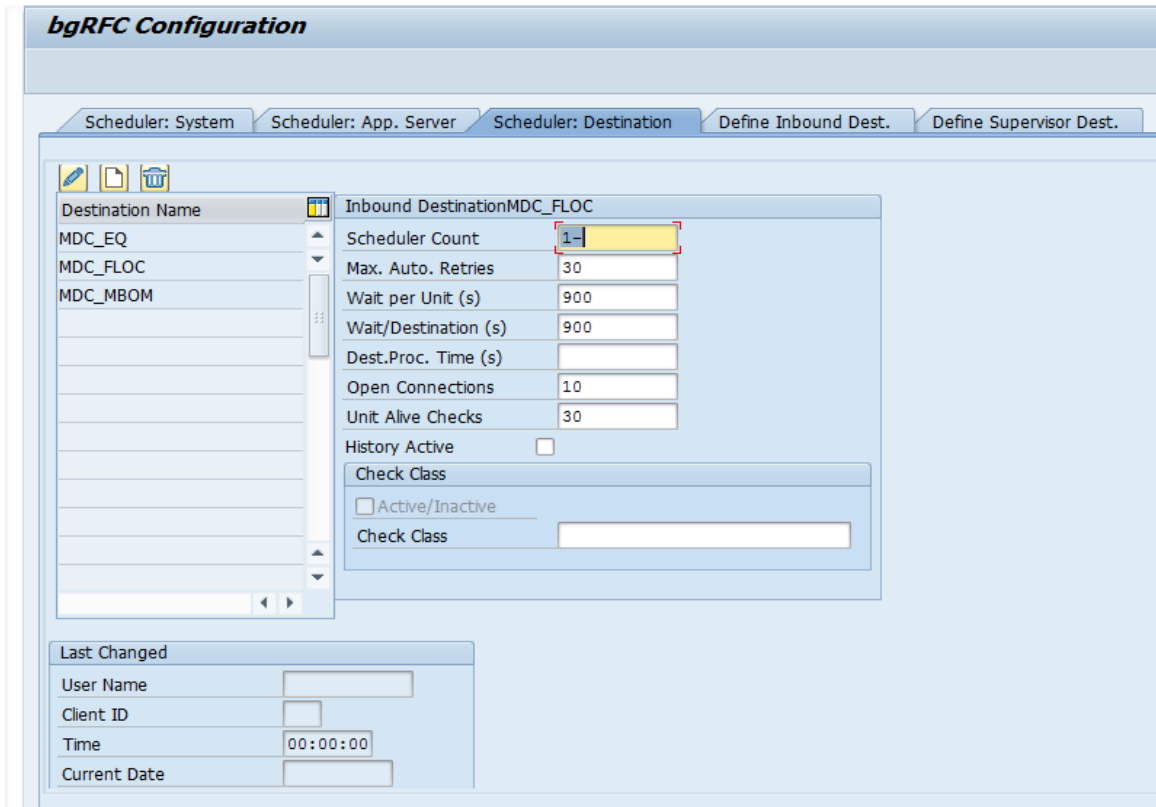 bgRFC Configuration
Scheduler: System Scheduler: App. Server Scheduler: Destination Define Inbound Dest. Define Supervisor Dest.
Destination Name
MDC_EQ
MDC_FLOC
MDC_MBOM
Inbound DestinationMDC_FLOC
Scheduler Count 1-
Max. Auto. Retries 30
Wait per Unit (s) 900
Wait/Destination (s) 900
Dest.Proc. Time (s)
Open Connections 10
Unit Alive Checks 30
History Active
Check Class
Active/Inactive
Check Class
Last Changed
User Name
Client ID
Time 00:00:00
Current Date